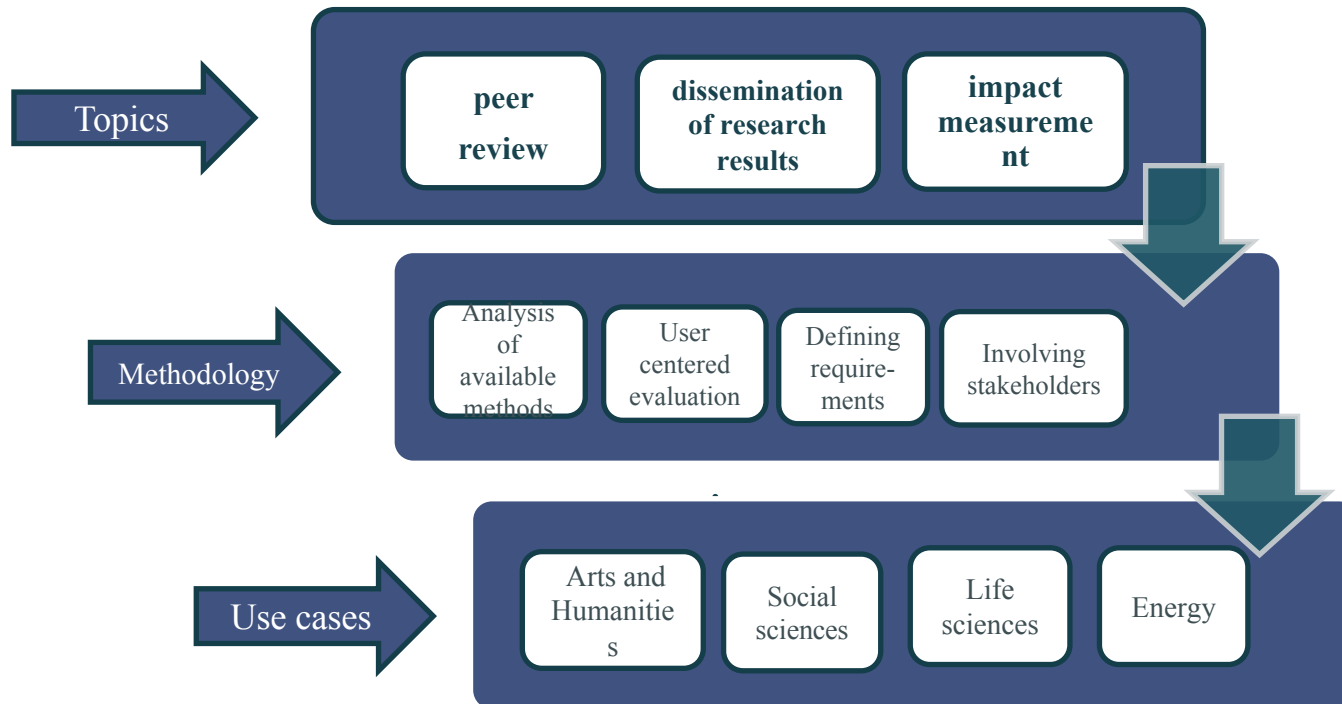 Topics
peer
review
dissemination
of research
results
impact
measureme
nt
Methodology
Analysis
of
available
methods
User
centered
evaluation
Defining
require-
ments
Involving
stakeholders
Use cases
Arts and
Humanitie
s
Social
sciences
Life
sciences
Energy